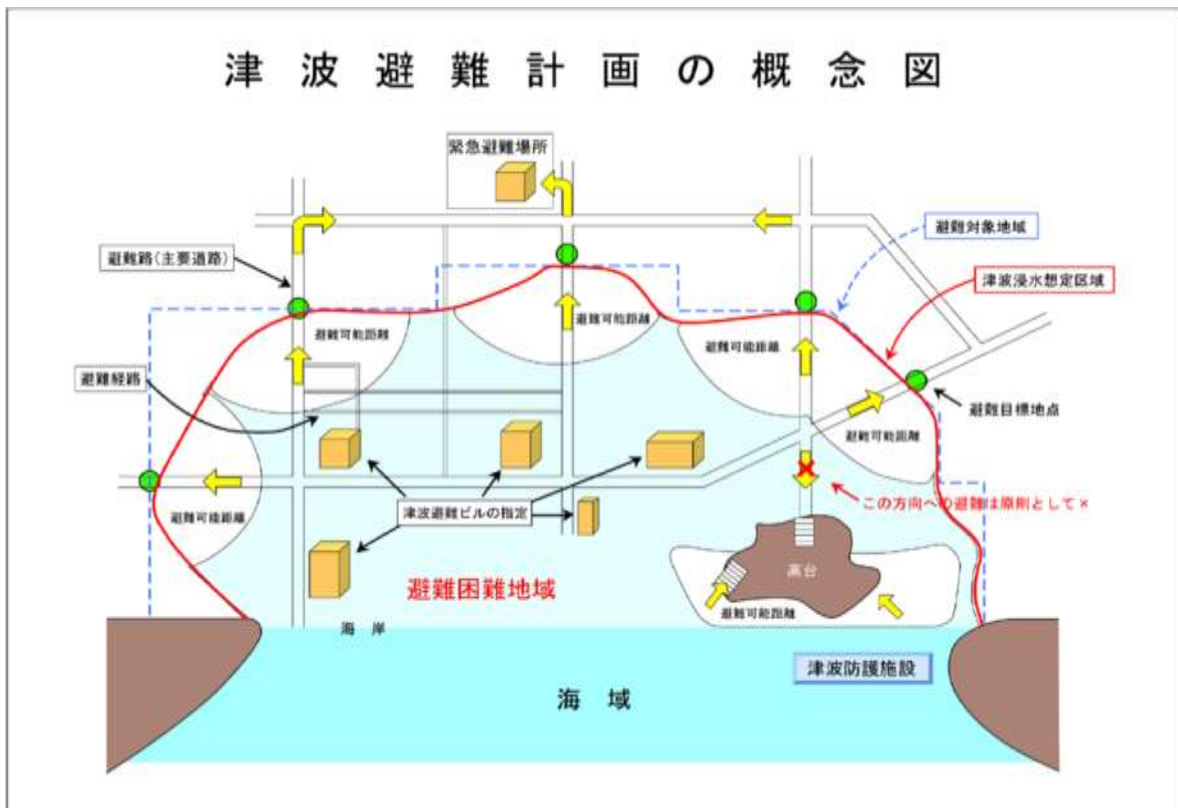 津波避難計画の概念図
緊急避難場所
避難対象地域
避難路(主要道路)
津波浸水想定区域
避難可能距離
避難可能距離
避難可能距離
避難経路
避難目標地点
避難可能距離
この方向への避難は原則として×
津波避難ビルの指定
避難可能距離
高台
避難困難地域
避難可能距離
海岸
津波防護施設
海域